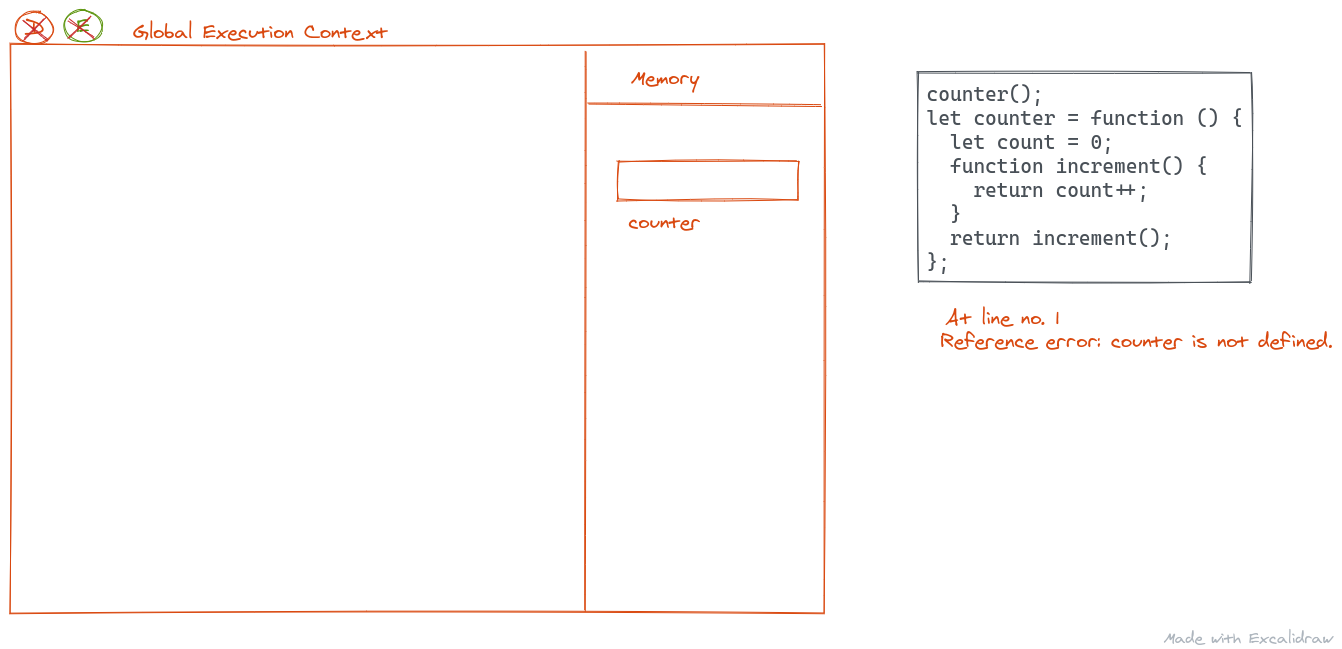 D E Global Execution Context
Memory
counter
counter();
let counter = function () {
let count = 0;
function increment() {
return count++;
}
return increment();
};
At line no. 1
Reference error: counter is not defined.
Made with Excalidraw